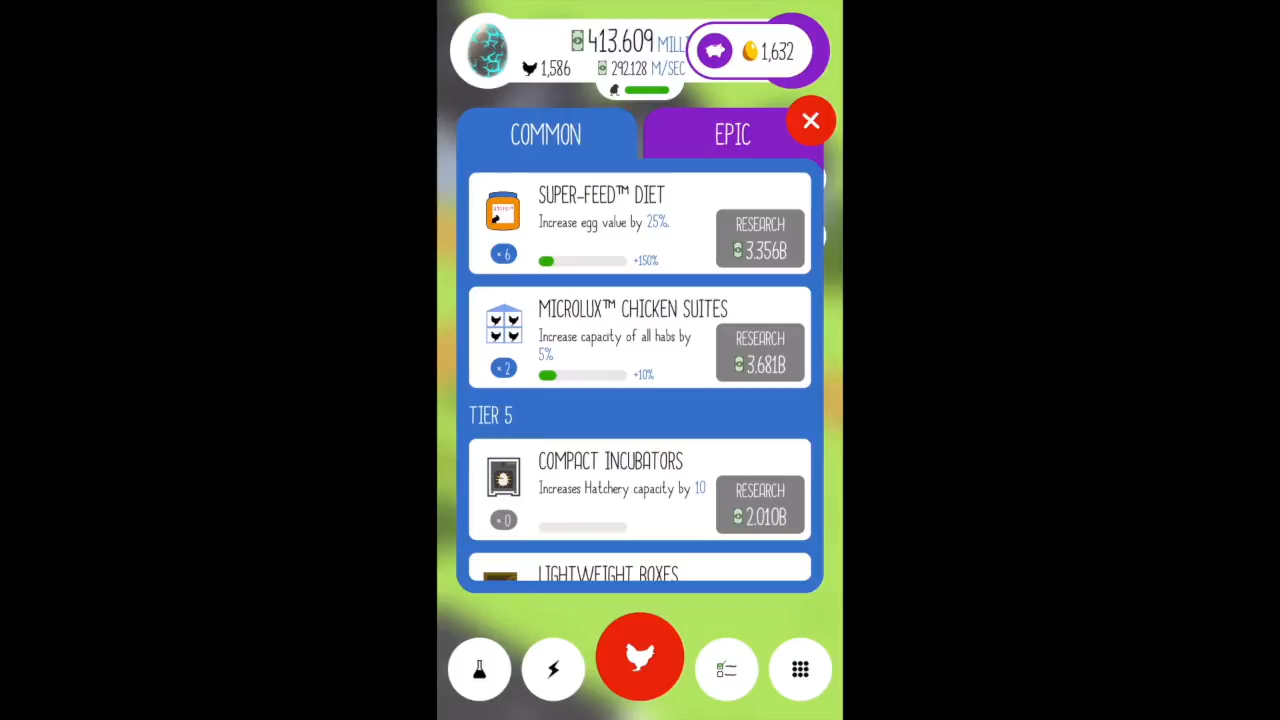 413.609 MILLI
1,632
1,586
292.128 M/SEC
COMMON
EPIC
SUPER-FEED™ DIET
Increase egg value by 25%.
RESEARCH
3.356B
× 6
+150%
MICROLUX™ CHICKEN SUITES
Increase capacity of all habs by
5%
RESEARCH
3.681B
× 2
+10%
TIER 5
COMPACT INCUBATORS
Increases Hatchery capacity by 10
RESEARCH
2.010B
× 0
LIGHTWEIGHT BOXES